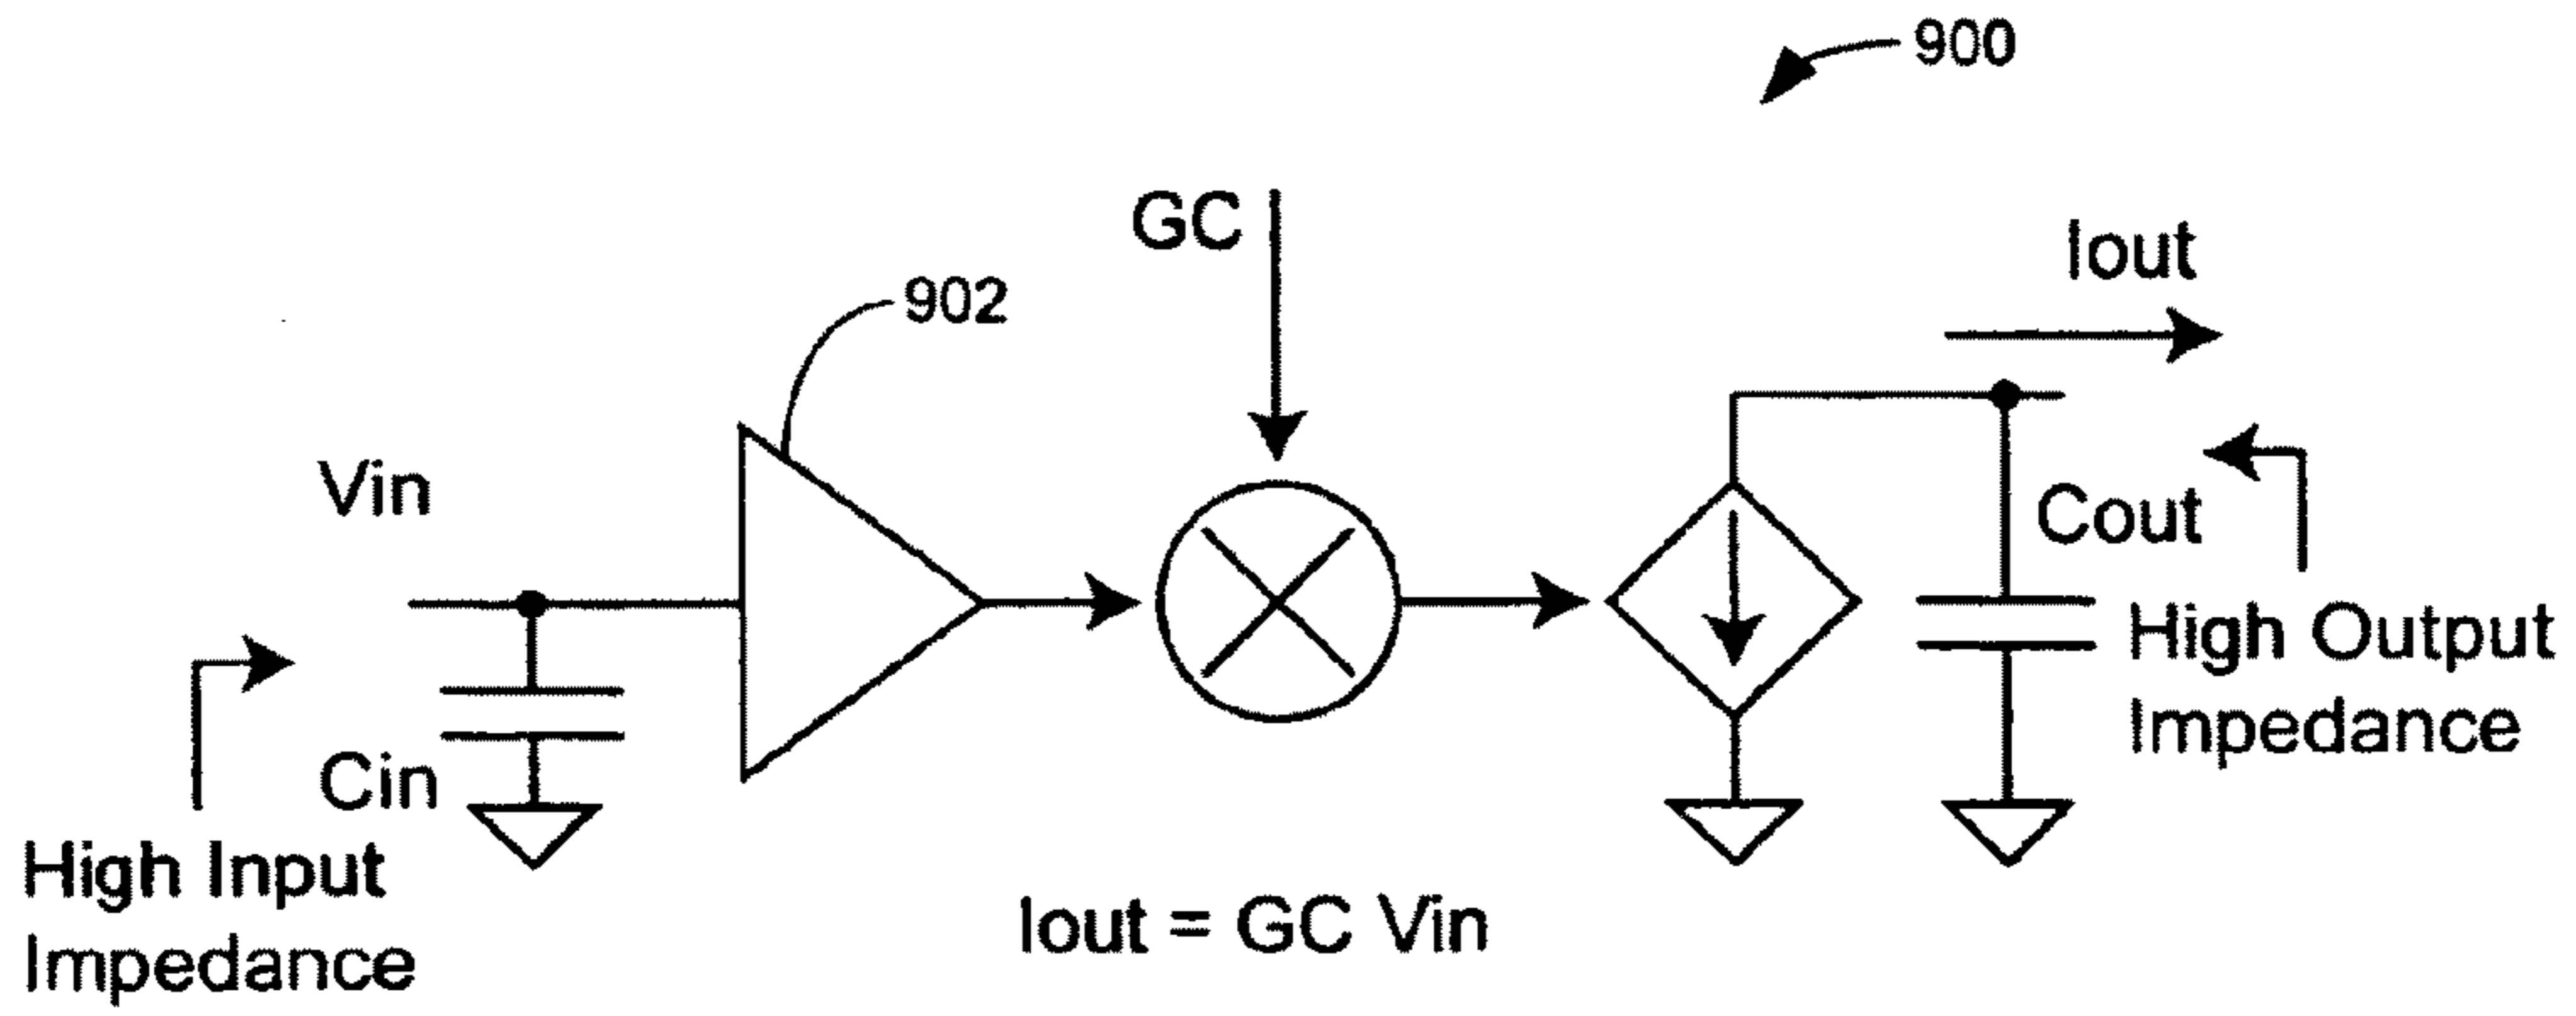 900
GC
Iout
902
Vin
Cout
High Output
Impedance
Cin
High Input
Impedance
Iout = GC Vin